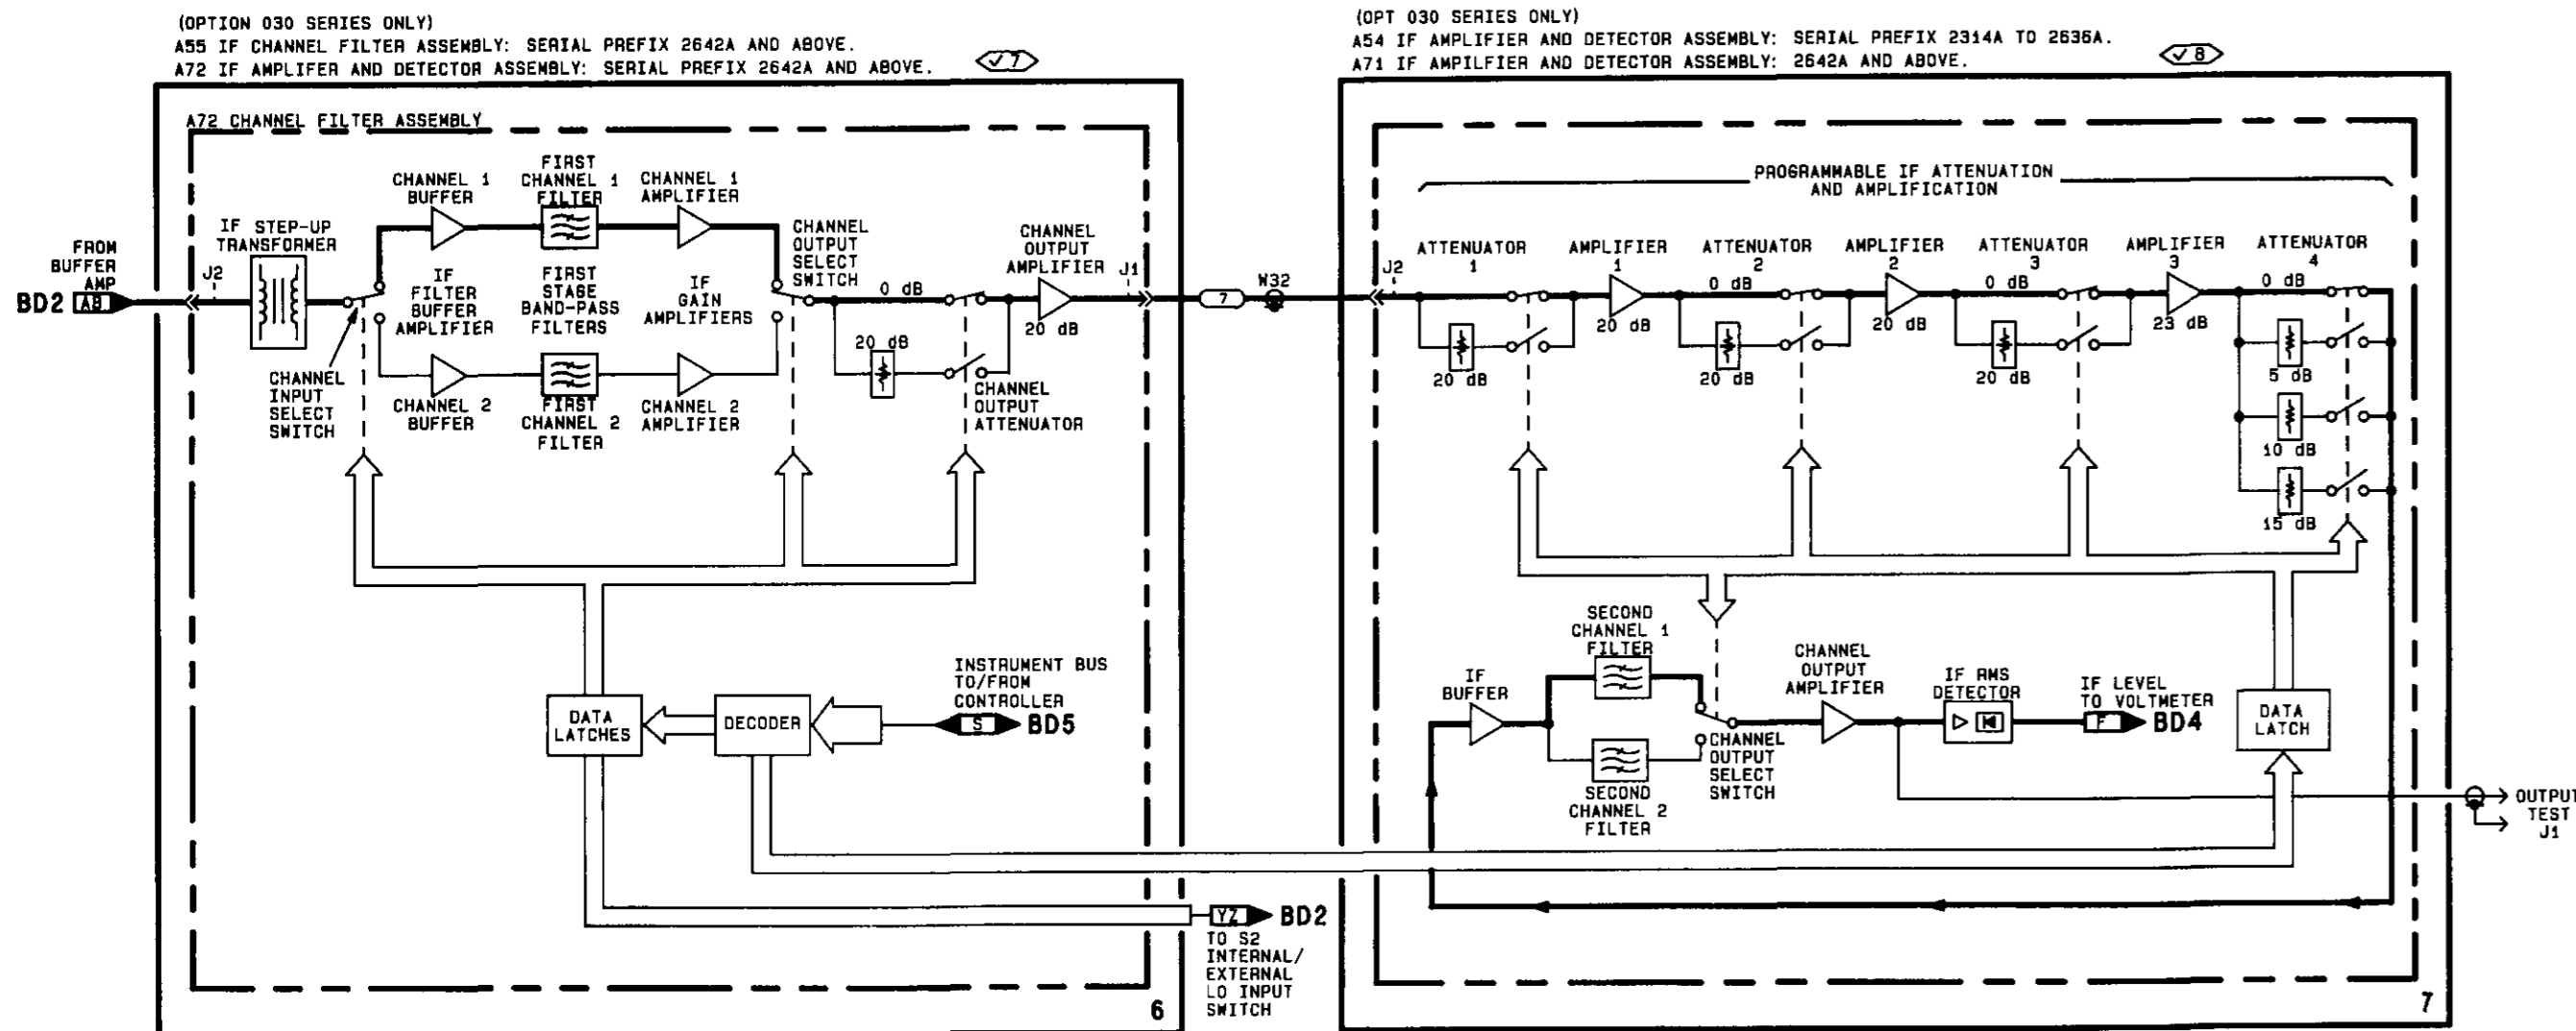 (OPTION 030 SERIES ONLY)
A55 IF CHANNEL FILTER ASSEMBLY: SERIAL PREFIX 2642A AND ABOVE.
A72 IF AMPLIFER AND DETECTOR ASSEMBLY: SERIAL PREFIX 2642A AND ABOVE.
✓7
A72 CHANNEL FILTER ASSEMBLY
FROM
BUFFER
AMP
BD2 AB
J2
IF STEP-UP
TRANSFORMER
CHANNEL
INPUT
SELECT
SWITCH
CHANNEL 1
BUFFER
FIRST
CHANNEL 1
FILTER
CHANNEL 1
AMPLIFIER
IF
FILTER
BUFFER
AMPLIFIER
FIRST
STAGE
BAND-PASS
FILTERS
IF
GAIN
AMPLIFIERS
CHANNEL 2
BUFFER
FIRST
CHANNEL 2
FILTER
CHANNEL 2
AMPLIFIER
CHANNEL
OUTPUT
SELECT
SWITCH
0 dB
20 dB
CHANNEL
OUTPUT
ATTENUATOR
CHANNEL
OUTPUT
AMPLIFIER
20 dB
J1
DATA
LATCHES
DECODER
INSTRUMENT BUS
TO/FROM
CONTROLLER
S BD5
YZ BD2
TO S2
INTERNAL/
EXTERNAL
LO INPUT
SWITCH
6
7
W32
(OPT 030 SERIES ONLY)
A54 IF AMPLIFIER AND DETECTOR ASSEMBLY: SERIAL PREFIX 2314A TO 2636A.
A71 IF AMPILFIER AND DETECTOR ASSEMBLY: 2642A AND ABOVE.
✓8
PROGRAMMABLE IF ATTENUATION
AND AMPLIFICATION
J2
ATTENUATOR
1
20 dB
AMPLIFIER
1
20 dB
ATTENUATOR
2
0 dB
20 dB
AMPLIFIER
2
20 dB
ATTENUATOR
3
0 dB
20 dB
AMPLIFIER
3
23 dB
ATTENUATOR
4
0 dB
5 dB
10 dB
15 dB
IF
BUFFER
SECOND
CHANNEL 1
FILTER
SECOND
CHANNEL 2
FILTER
CHANNEL
OUTPUT
SELECT
SWITCH
CHANNEL
OUTPUT
AMPLIFIER
IF RMS
DETECTOR
IF LEVEL
TO VOLTMETER
F BD4
DATA
LATCH
OUTPUT
TEST
J1
7